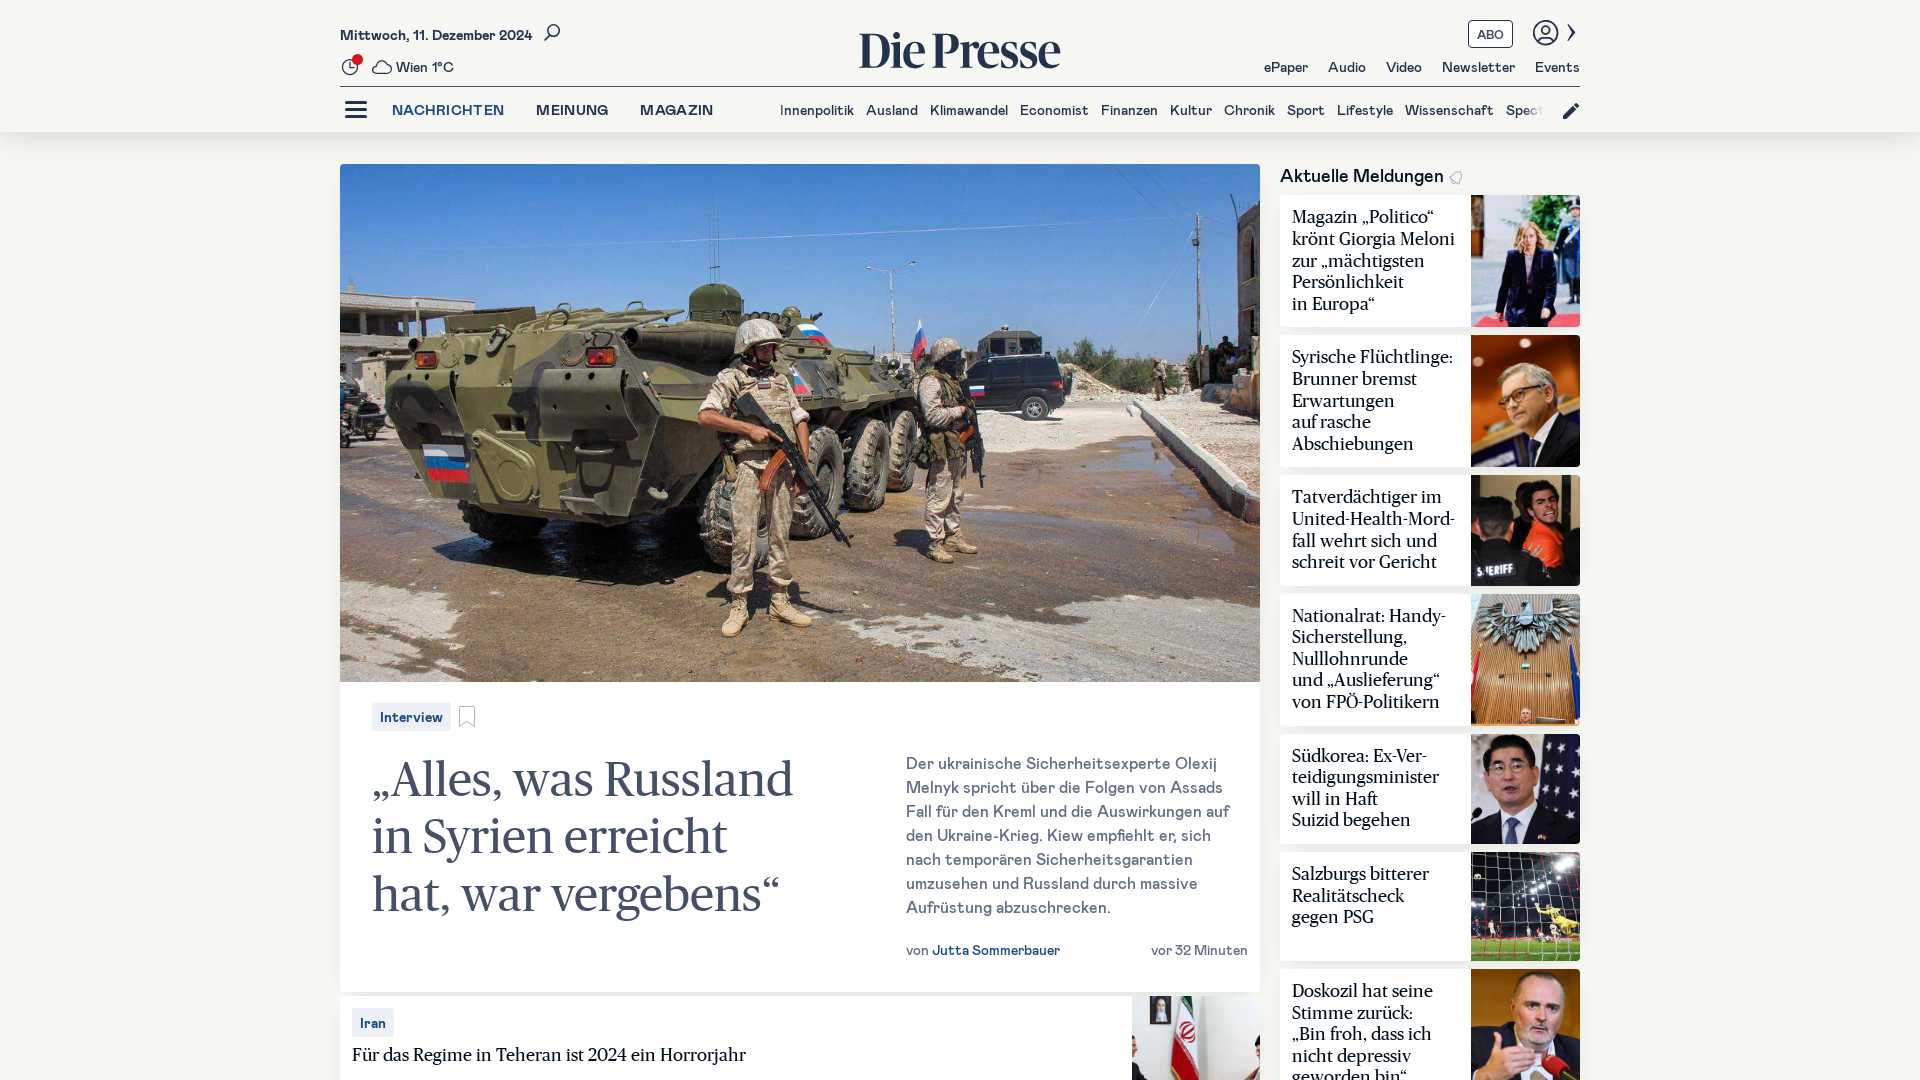 Mittwoch, 11. Dezember 2024
Wien 1°C
Die Presse
ABO
ePaper Audio Video Newsletter Events
NACHRICHTEN MEINUNG MAGAZIN
Innenpolitik Ausland Klimawandel Economist Finanzen Kultur Chronik Sport Lifestyle Wissenschaft Spect
Interview
„Alles, was Russland
in Syrien erreicht
hat, war vergebens“
Der ukrainische Sicherheitsexperte Olexij
Melnyk spricht über die Folgen von Assads
Fall für den Kreml und die Auswirkungen auf
den Ukraine-Krieg. Kiew empfiehlt er, sich
nach temporären Sicherheitsgarantien
umzusehen und Russland durch massive
Aufrüstung abzuschrecken.
von Jutta Sommerbauer
vor 32 Minuten
Iran
Für das Regime in Teheran ist 2024 ein Horrorjahr
Aktuelle Meldungen
Magazin „Politico“
krönt Giorgia Meloni
zur „mächtigsten
Persönlichkeit
in Europa“
Syrische Flüchtlinge:
Brunner bremst
Erwartungen
auf rasche
Abschiebungen
Tatverdächtiger im
United-Health-Mord-
fall wehrt sich und
schreit vor Gericht
SHERIFF
Nationalrat: Handy-
Sicherstellung,
Nulllohnrunde
und „Auslieferung“
von FPÖ-Politikern
Südkorea: Ex-Ver-
teidigungsminister
will in Haft
Suizid begehen
Salzburgs bitterer
Realitätscheck
gegen PSG
Doskozil hat seine
Stimme zurück:
„Bin froh, dass ich
nicht depressiv
geworden bin“